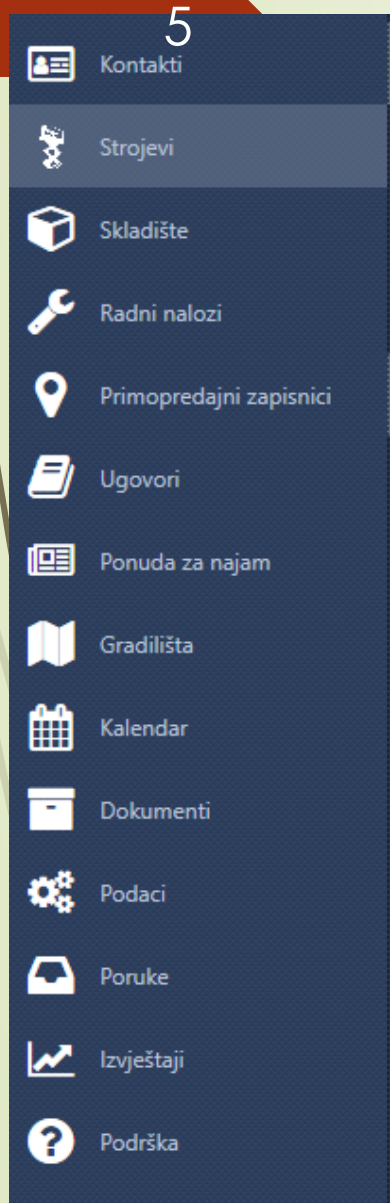 5
Kontakti
Strojevi
Skladište
Radni nalozi
Primopredajni zapisnici
Ugovori
Ponuda za najam
Gradilišta
Kalendar
Dokumenti
Podaci
Poruke
Izvještaji
Podrška